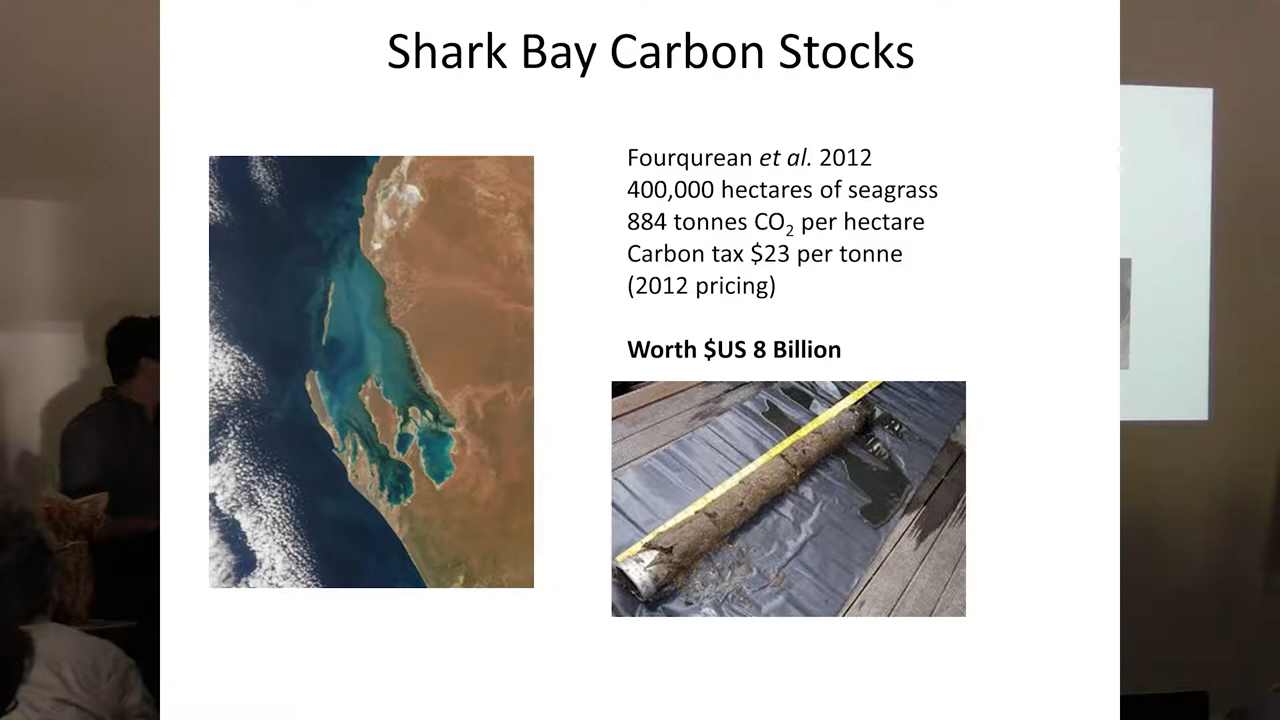 Shark Bay Carbon Stocks
Fourqurean et al. 2012
400,000 hectares of seagrass
884 tonnes CO₂ per hectare
Carbon tax $23 per tonne
(2012 pricing)
Worth $US 8 Billion